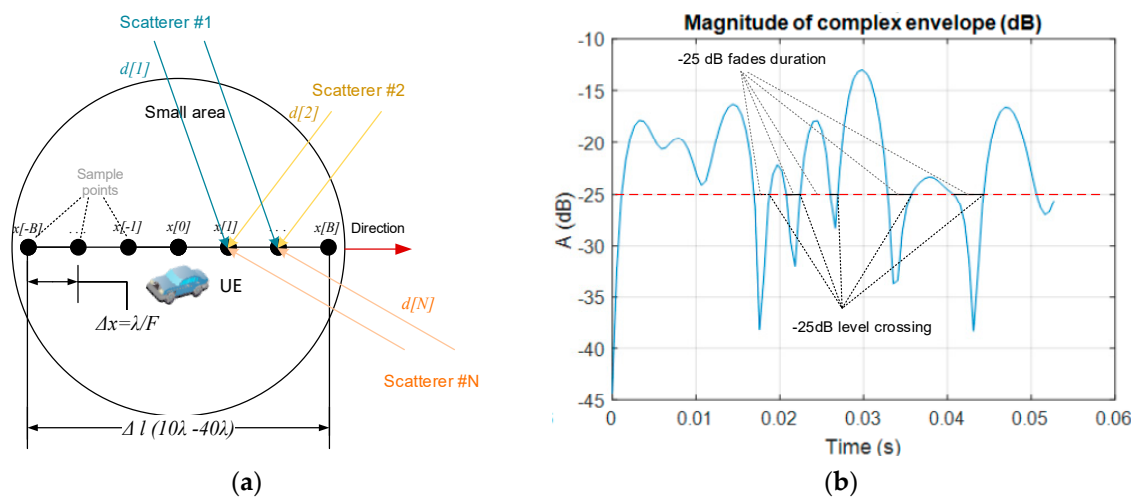 Scatterer #1
d[1]
Scatterer #2
Small area
d[2]
Sample
points
x[-B]
. . .
x[-1]
x[0]
x[1]
. .
x[B]
Direction
UE
Δx=λ/F
d[N]
Scatterer #N
Δ l (10λ -40λ)
(a)
Magnitude of complex envelope (dB)
-10
-15
-20
-25
-30
-35
-40
-45
A (dB)
-25 dB fades duration
-25dB level crossing
0
0.01
0.02
0.03
0.04
0.05
0.06
Time (s)
(b)